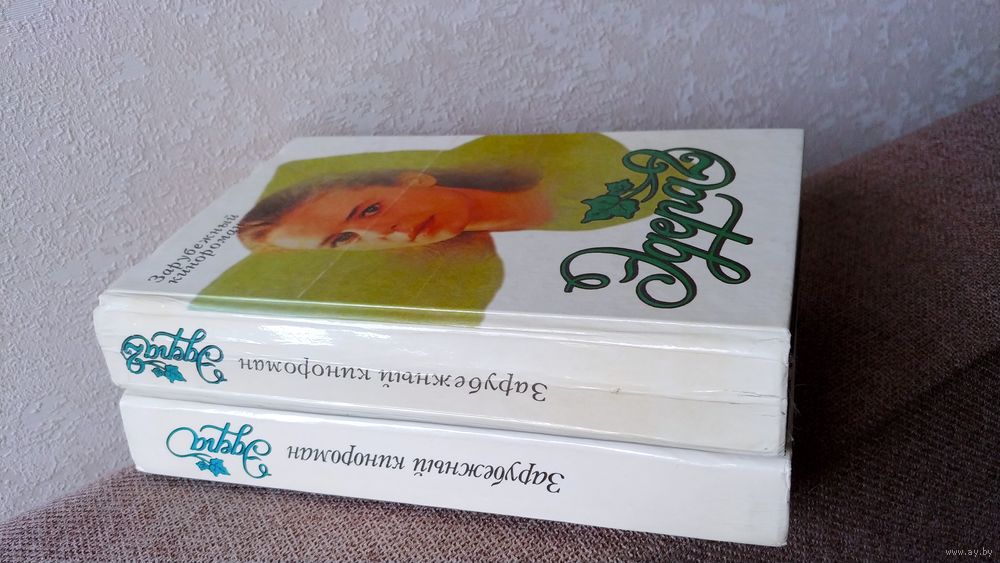 Эдера
Зарубежный
кинороман
Эдера Зарубежный кинороман
Эдера Зарубежный кинороман
www.ay.by